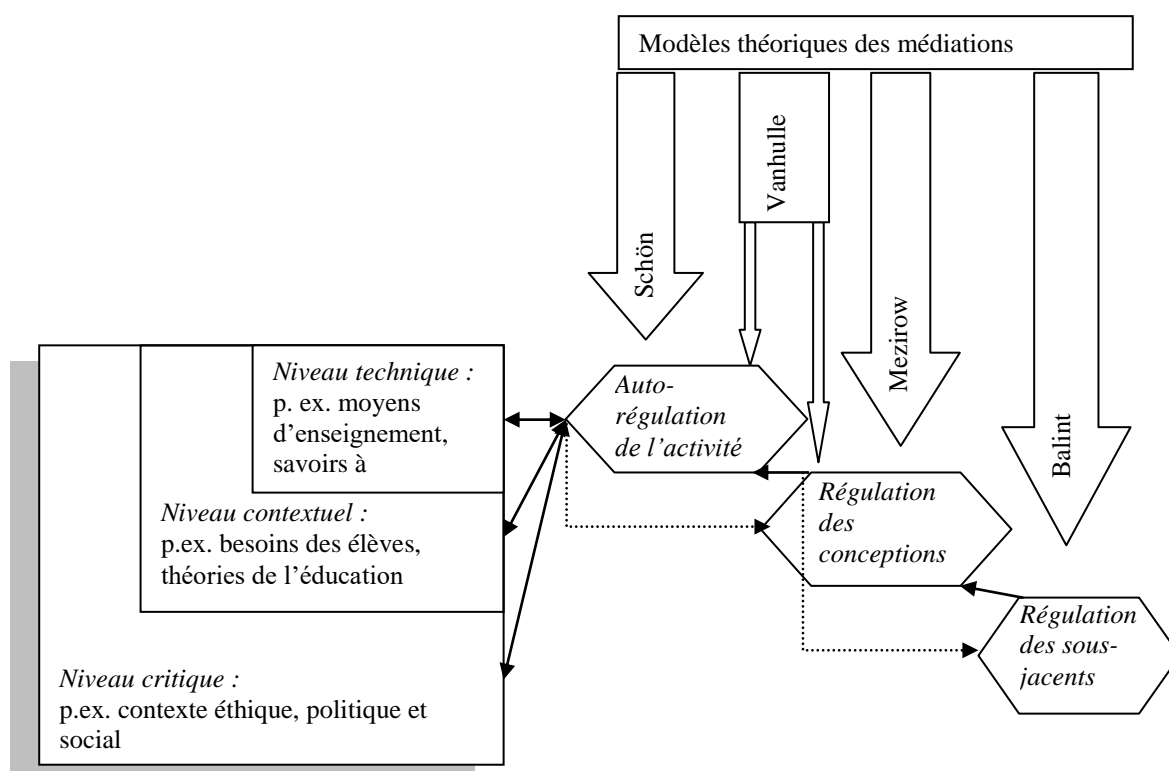 Modèles théoriques des médiations
Schön
Vanhulle
Mezirow
Balint
Niveau technique :
p. ex. moyens
d’enseignement,
savoirs à
Niveau contextuel :
p.ex. besoins des élèves,
théories de l’éducation
Niveau critique :
p.ex. contexte éthique, politique et
social
Auto-
régulation
de l’activité
Régulation
des
conceptions
Régulation
des sous-
jacents